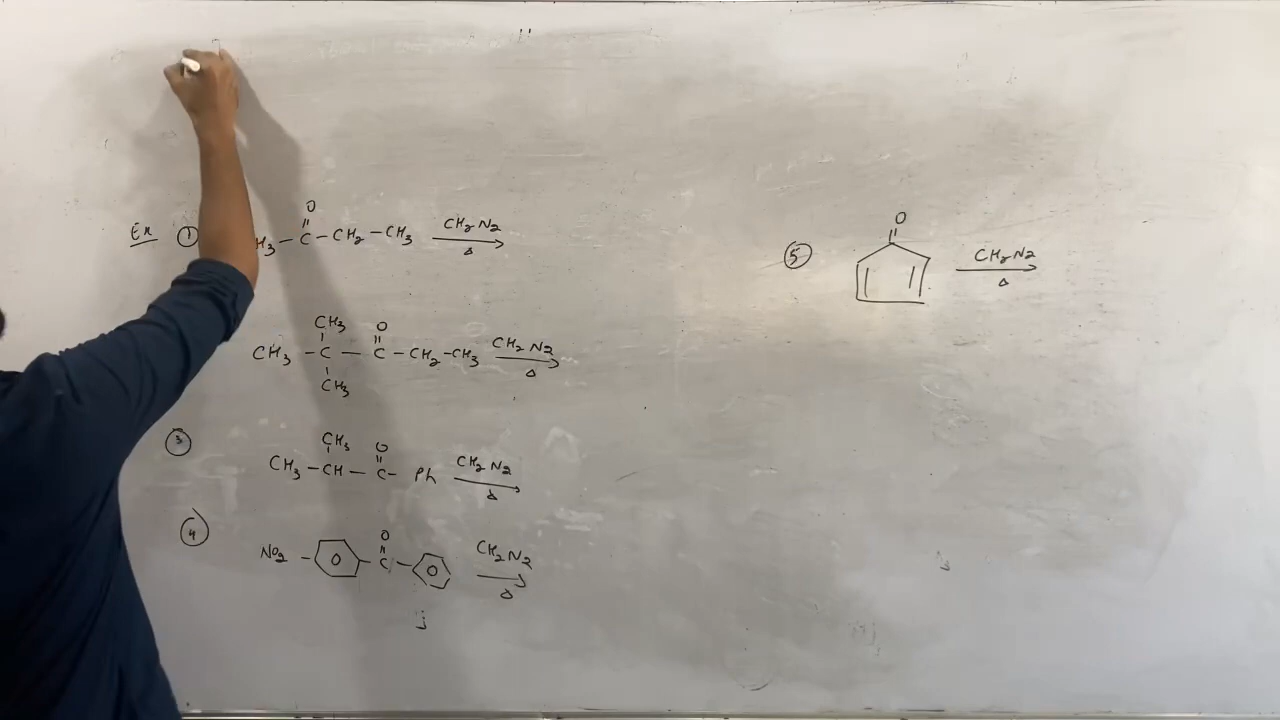 Ex ① H3 – C(=O) – CH2 – CH3 CH2N2 Δ →
CH3 – C(CH3)(CH3) – C(=O) – CH2 – CH3 CH2N2 Δ →
③ CH3 – CH(CH3) – C(=O) – Ph CH2N2 Δ →
④ NO2 – C(=O) – CH2N2 Δ →
⑤ O CH2N2 Δ →